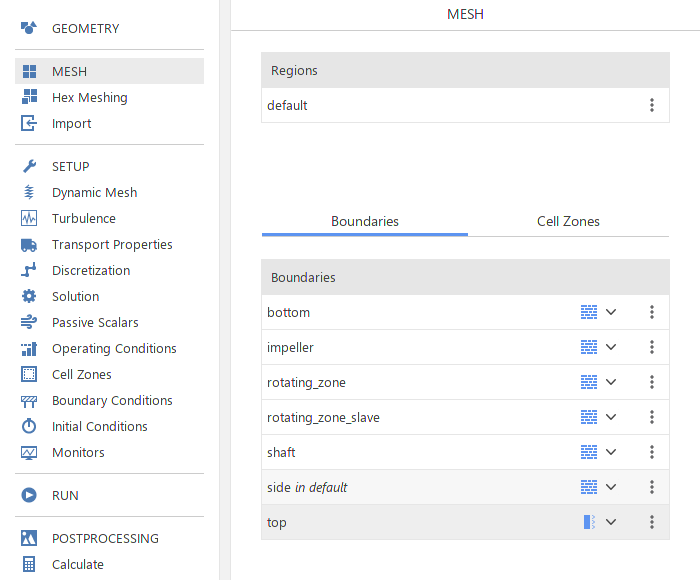 GEOMETRY
MESH
Hex Meshing
Import
SETUP
Dynamic Mesh
Turbulence
Transport Properties
Discretization
Solution
Passive Scalars
Operating Conditions
Cell Zones
Boundary Conditions
Initial Conditions
Monitors
RUN
POSTPROCESSING
Calculate
MESH
Regions
default
Boundaries Cell Zones
Boundaries
bottom
impeller
rotating_zone
rotating_zone_slave
shaft
side in default
top